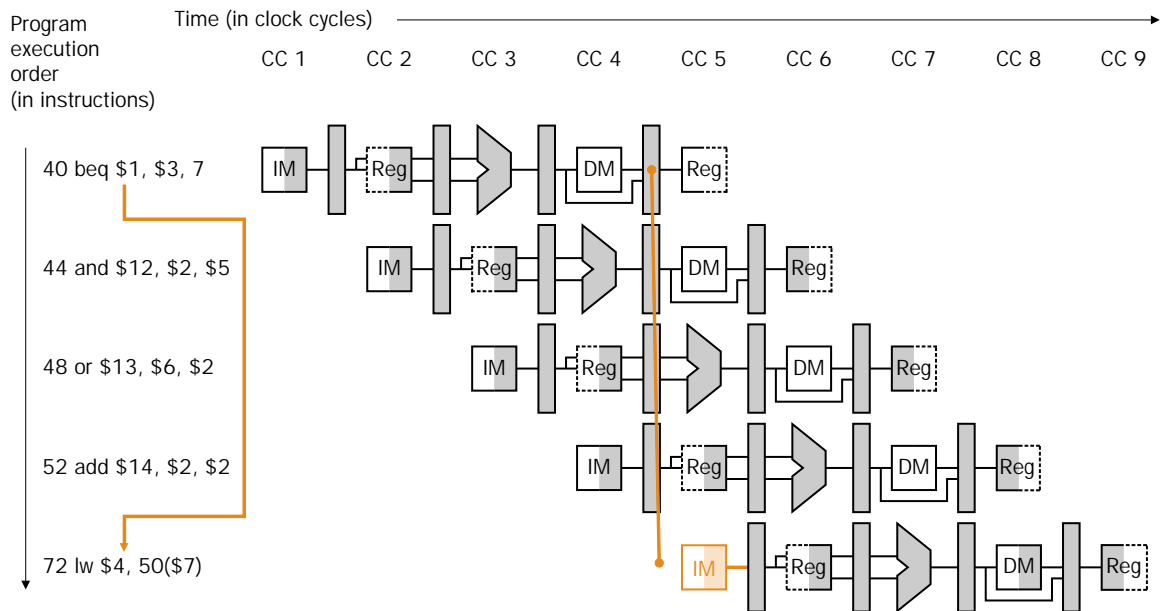 Program
execution
order
(in instructions)
Time (in clock cycles)
CC 1 CC 2 CC 3 CC 4 CC 5 CC 6 CC 7 CC 8 CC 9
40 beq $1, $3, 7
IM Reg DM Reg
44 and $12, $2, $5
IM Reg DM Reg
48 or $13, $6, $2
IM Reg DM Reg
52 add $14, $2, $2
IM Reg DM Reg
72 lw $4, 50($7)
IM Reg DM Reg